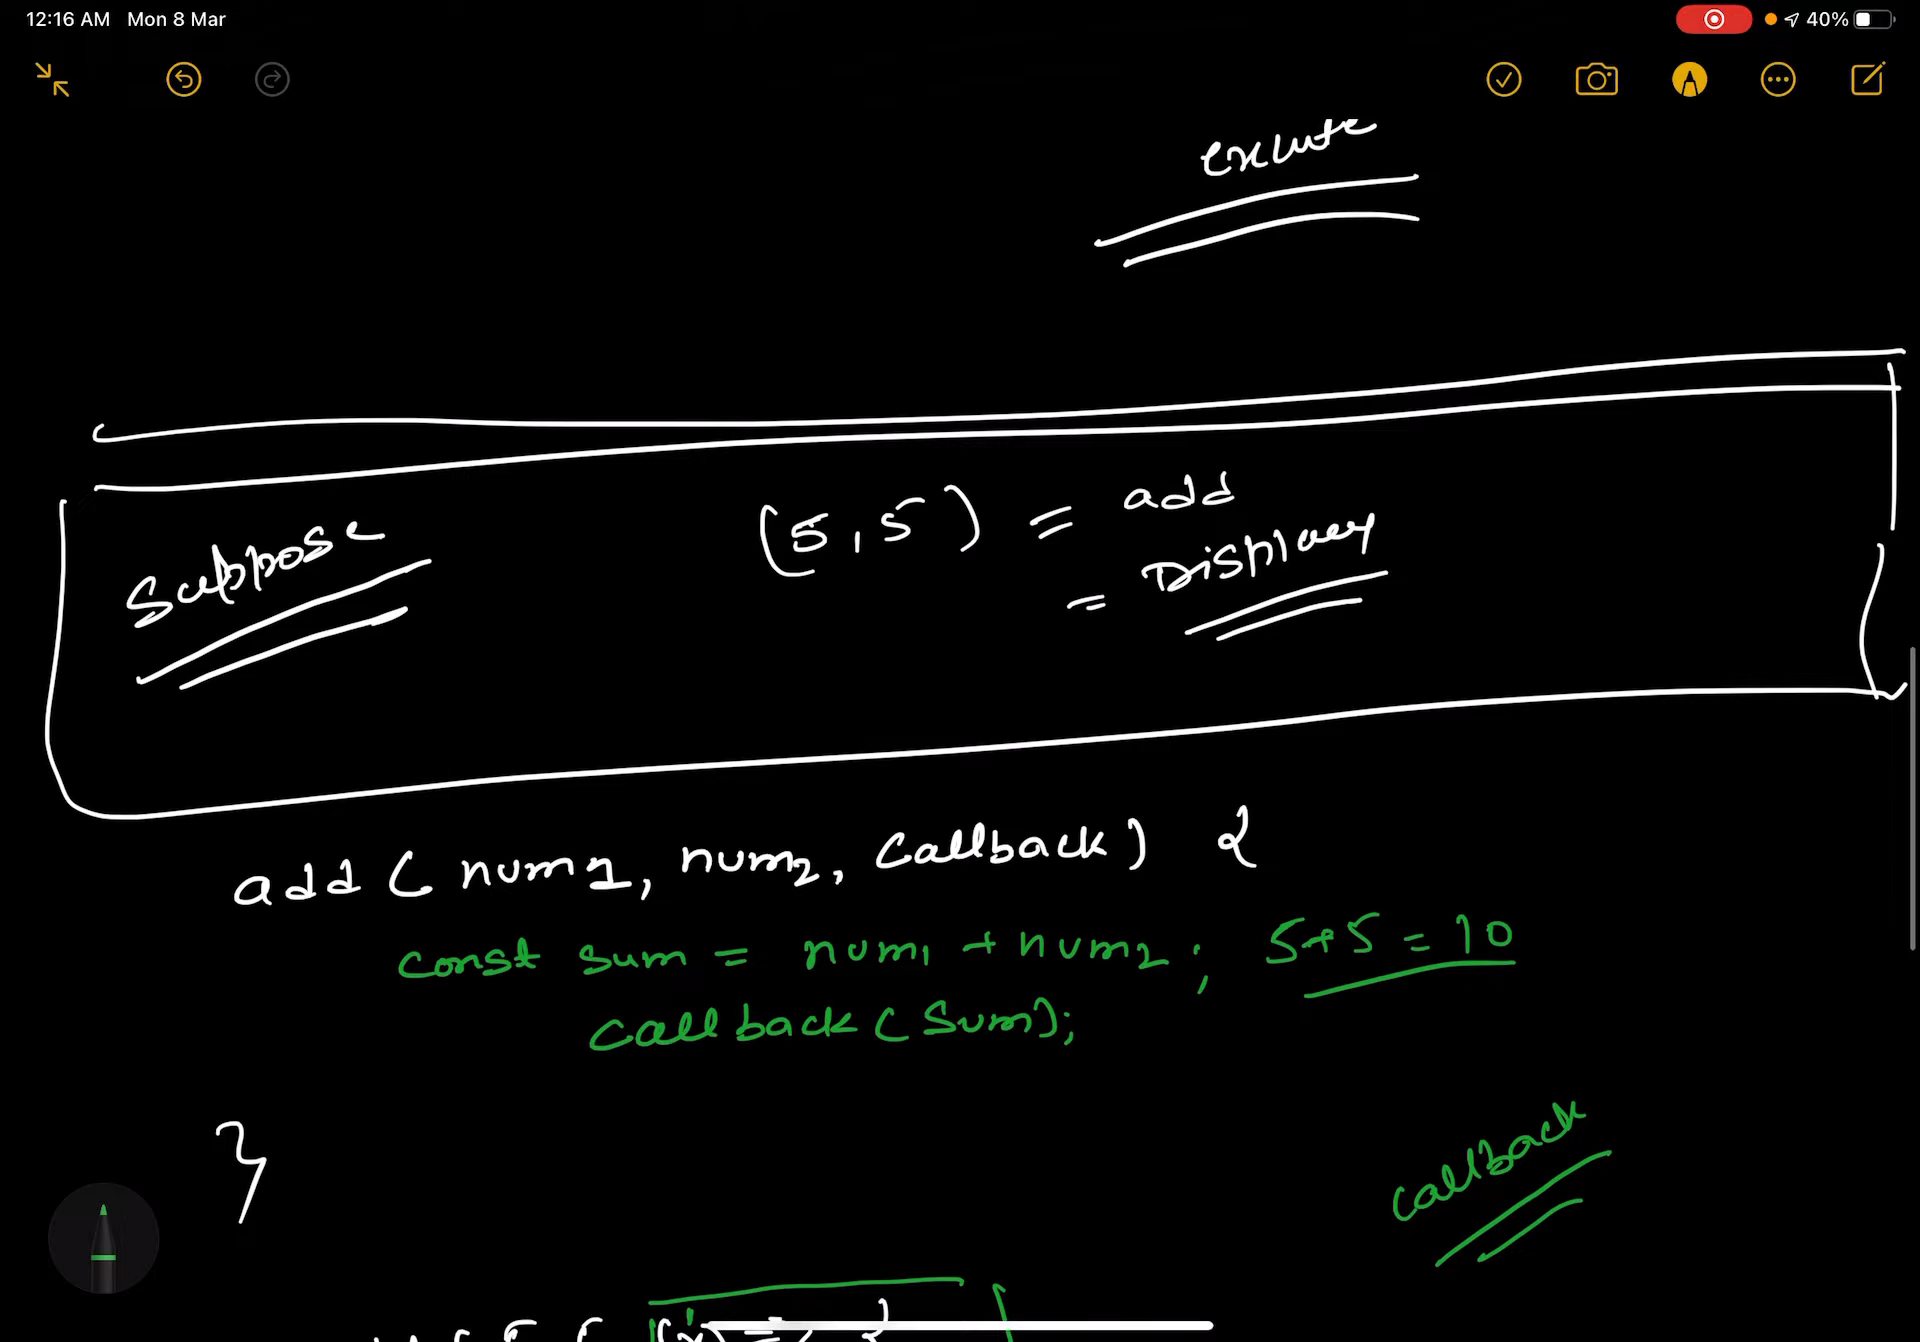 12:16 AM Mon 8 Mar 40%
execute
Suppose (5,5) = add
= Display
add ( num1, num2, Callback) {
const sum = num1 + num2 ; 5+5 = 10
Callback ( Sum);
}
Callback